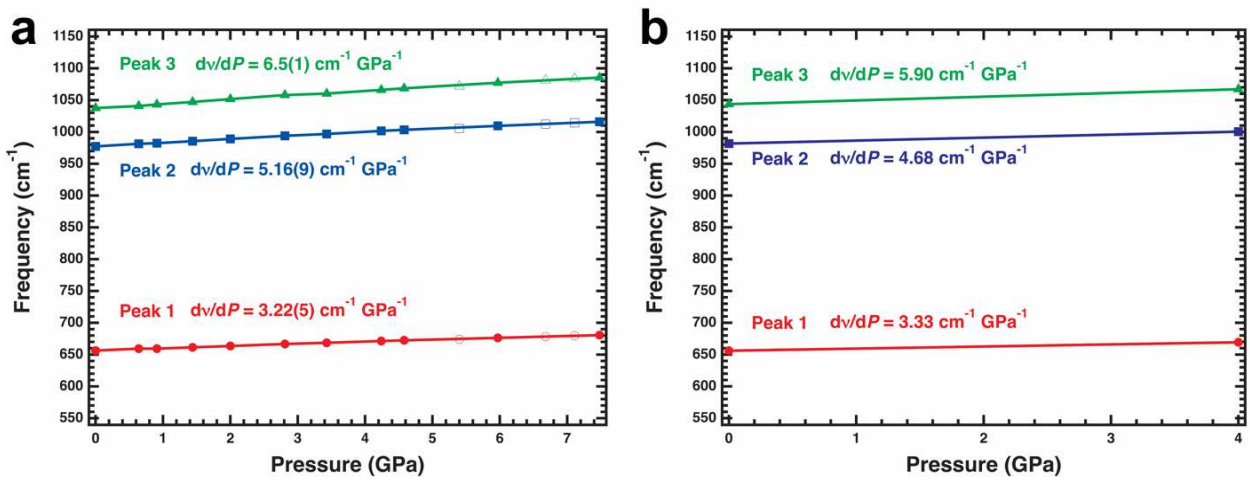 a
1150
1100
1050
1000
950
900
850
800
750
700
650
600
550
Frequency (cm⁻¹)
Peak 3 dν/dP = 6.5(1) cm⁻¹ GPa⁻¹
Peak 2 dν/dP = 5.16(9) cm⁻¹ GPa⁻¹
Peak 1 dν/dP = 3.22(5) cm⁻¹ GPa⁻¹
0 1 2 3 4 5 6 7
Pressure (GPa)
b
1150
1100
1050
1000
950
900
850
800
750
700
650
600
550
Frequency (cm⁻¹)
Peak 3 dν/dP = 5.90 cm⁻¹ GPa⁻¹
Peak 2 dν/dP = 4.68 cm⁻¹ GPa⁻¹
Peak 1 dν/dP = 3.33 cm⁻¹ GPa⁻¹
0 1 2 3 4
Pressure (GPa)